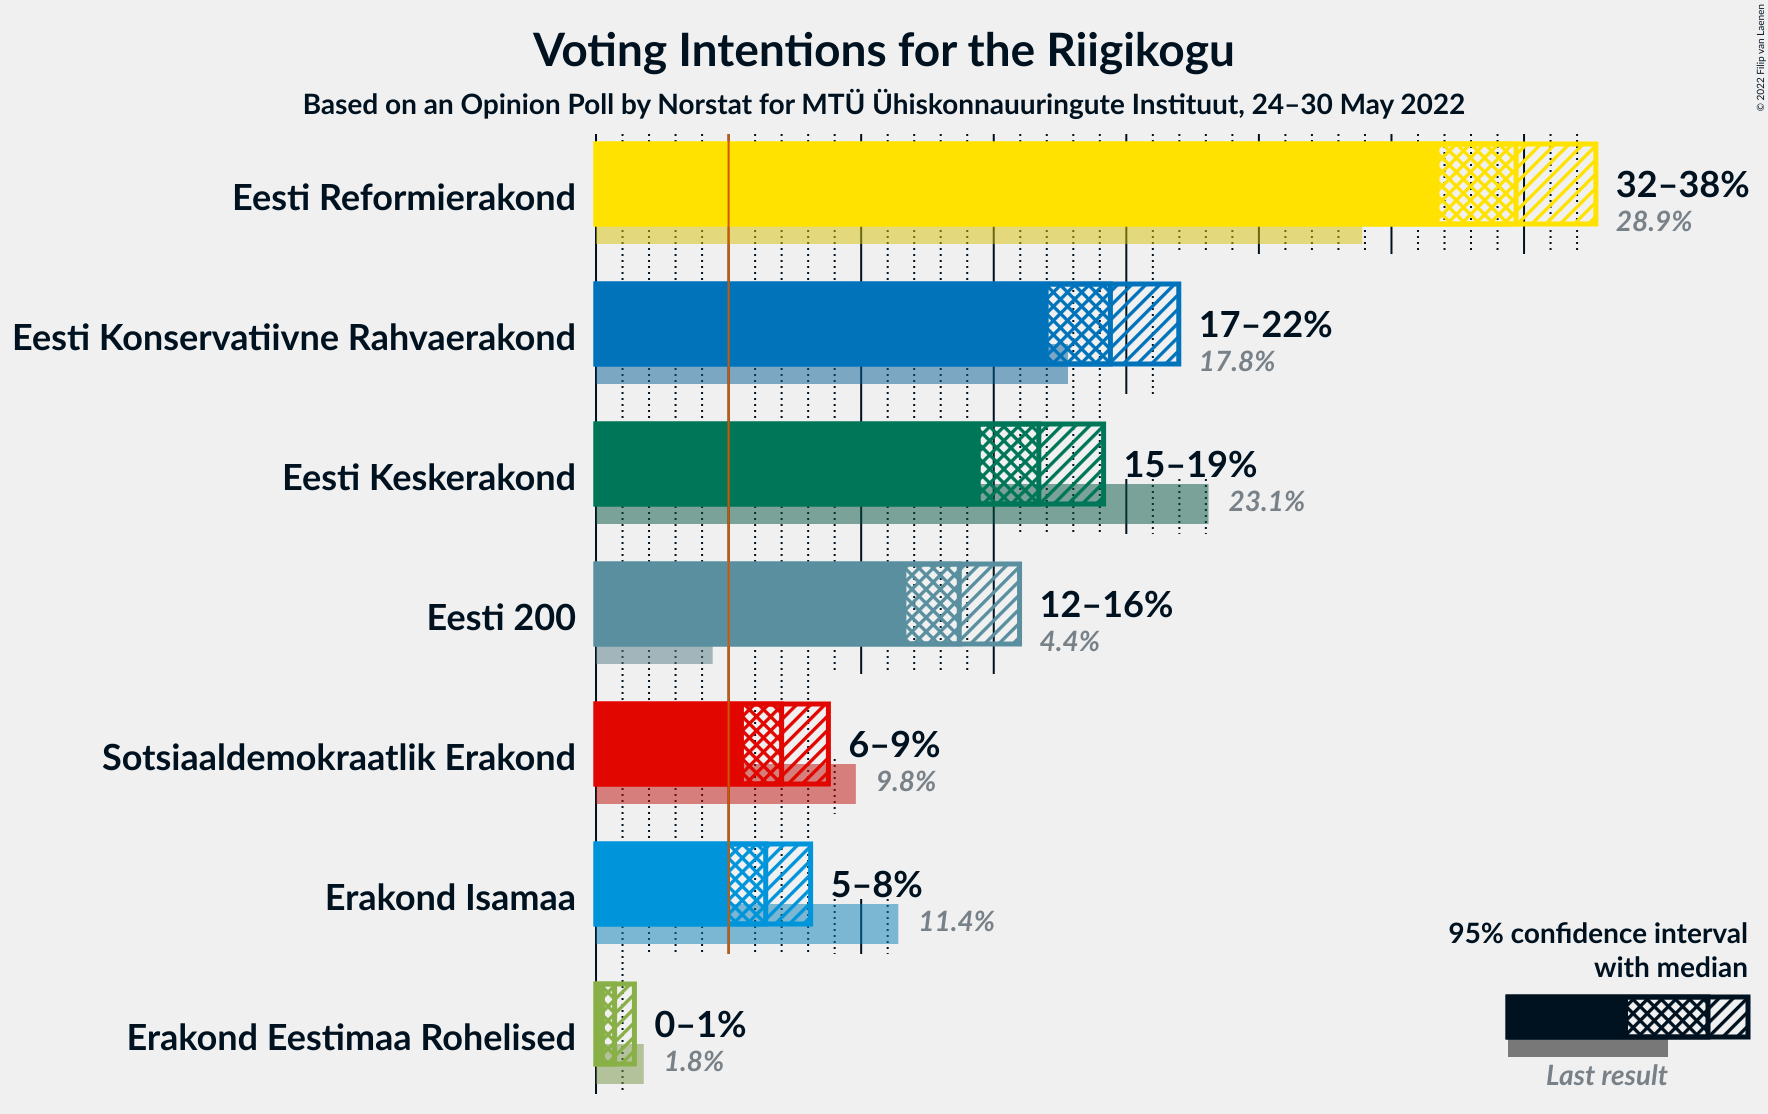 Voting Intentions for the Riigikogu
Based on an Opinion Poll by Norstat for MTÜ Ühiskonnauuringute Instituut, 24–30 May 2022
© 2022 Filip van Laenen
Eesti Reformierakond
32–38%
28.9%
Eesti Konservatiivne Rahvaerakond
17–22%
17.8%
Eesti Keskerakond
15–19%
23.1%
Eesti 200
12–16%
4.4%
Sotsiaaldemokraatlik Erakond
6–9%
9.8%
Erakond Isamaa
5–8%
11.4%
Erakond Eestimaa Rohelised
0–1%
1.8%
95% confidence interval
with median
Last result